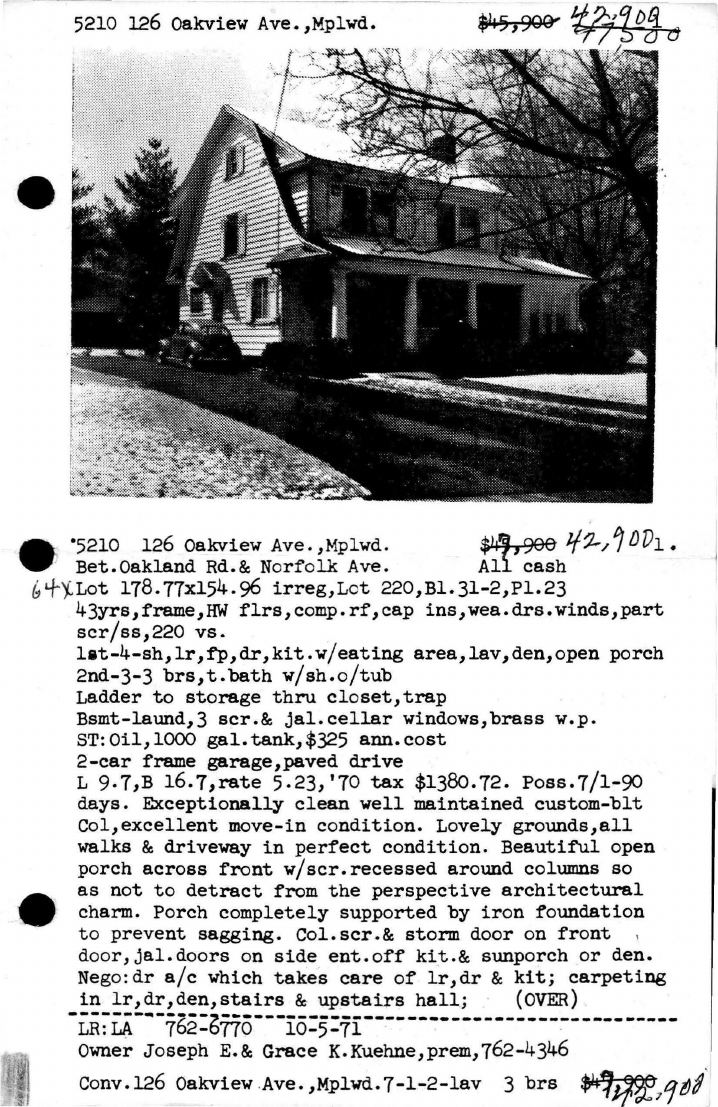 5210 126 Oakview Ave.,Mplwd. $45,900 42,900
47,500
•5210 126 Oakview Ave.,Mplwd. 42,900 1.
Bet.Oakland Rd.& Norfolk Ave. All cash
64X Lot 178.77x154.96 irreg,Lot 220,Bl.31-2,Pl.23
43yrs,frame,HW flrs,comp.rf,cap ins,wea.drs.winds,part
scr/ss,220 vs.
1st-4-sh,lr,fp,dr,kit.w/eating area,lav,den,open porch
2nd-3-3 brs,t.bath w/sh.o/tub
Ladder to storage thru closet,trap
Bsmt-laund,3 scr.& jal.cellar windows,brass w.p.
ST:Oil,1000 gal.tank,$325 ann.cost
2-car frame garage,paved drive
L 9.7,B 16.7,rate 5.23,'70 tax $1380.72. Poss.7/1-90
days. Exceptionally clean well maintained custom-blt
Col,excellent move-in condition. Lovely grounds,all
walks & driveway in perfect condition. Beautiful open
porch across front w/scr.recessed around columns so
as not to detract from the perspective architectural
charm. Porch completely supported by iron foundation
to prevent sagging. Col.scr.& storm door on front
door,jal.doors on side ent.off kit.& sunporch or den.
Nego:dr a/c which takes care of lr,dr & kit; carpeting
in lr,dr,den,stairs & upstairs hall; (OVER)
LR:LA 762-6770 10-5-71
Owner Joseph E.& Grace K.Kuehne,prem,762-4346
Conv.126 Oakview Ave.,Mplwd.7-1-2-lav 3 brs 42,900